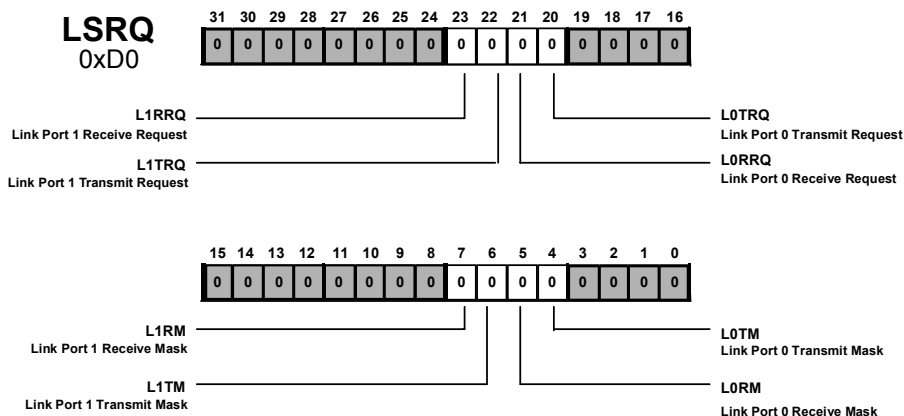 LSRQ
0xD0
31 30 29 28 27 26 25 24 23 22 21 20 19 18 17 16
0 0 0 0 0 0 0 0 0 0 0 0 0 0 0 0
L1RRQ
Link Port 1 Receive Request
L1TRQ
Link Port 1 Transmit Request
L0TRQ
Link Port 0 Transmit Request
L0RRQ
Link Port 0 Receive Request
15 14 13 12 11 10 9 8 7 6 5 4 3 2 1 0
0 0 0 0 0 0 0 0 0 0 0 0 0 0 0 0
L1RM
Link Port 1 Receive Mask
L1TM
Link Port 1 Transmit Mask
L0TM
Link Port 0 Transmit Mask
L0RM
Link Port 0 Receive Mask